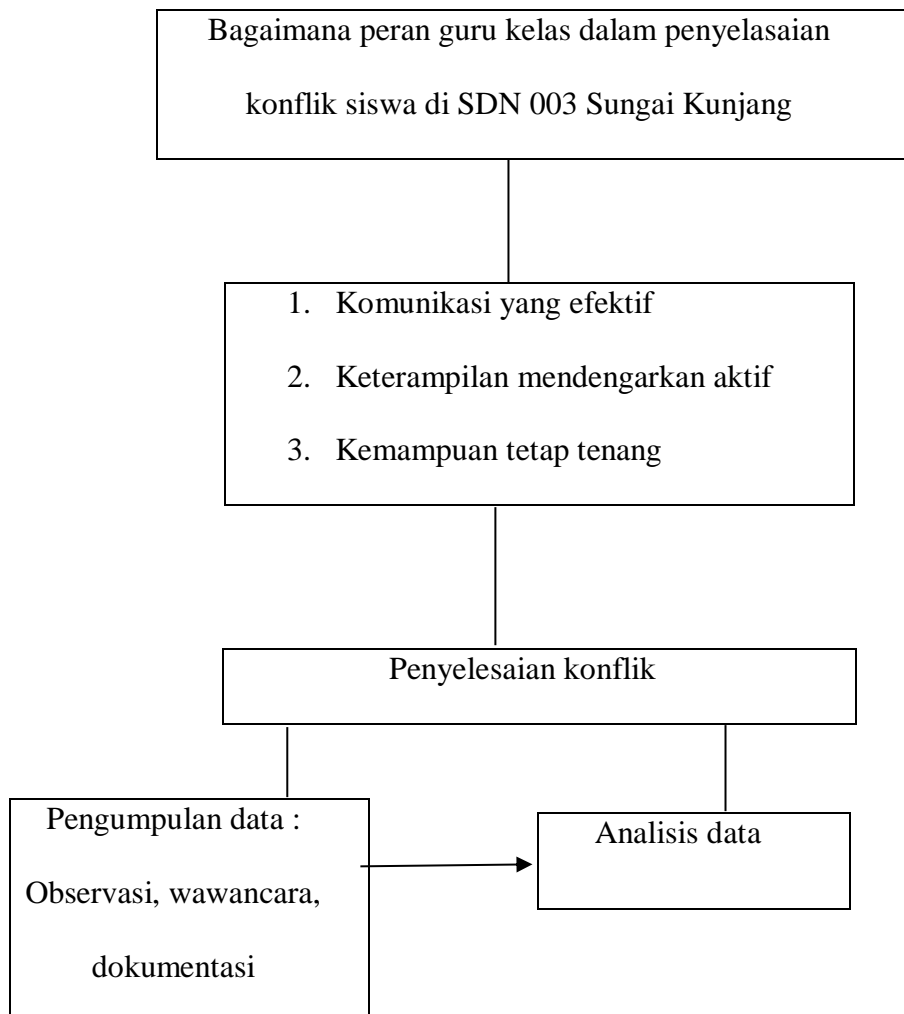 Bagaimana peran guru kelas dalam penyelasaian
konflik siswa di SDN 003 Sungai Kunjang
1. Komunikasi yang efektif
2. Keterampilan mendengarkan aktif
3. Kemampuan tetap tenang
Penyelesaian konflik
Pengumpulan data :
Observasi, wawancara,
dokumentasi
Analisis data